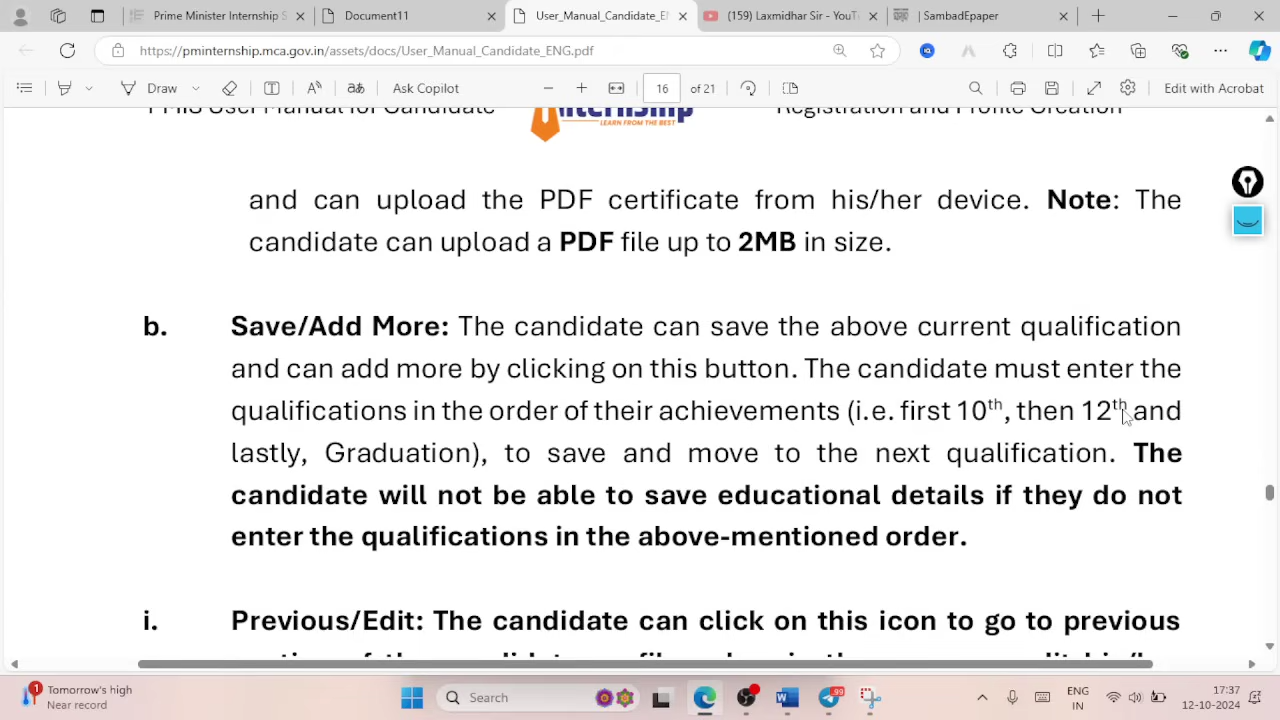 Prime Minister Internship S
Document11
User_Manual_Candidate_EN
(159) Laxmidhar Sir - YouT
| SambadEpaper
https://pminternship.mca.gov.in/assets/docs/User_Manual_Candidate_ENG.pdf
Draw
Ask Copilot
16 of 21
Edit with Acrobat
PMIS User Manual for Candidate
Internship
Registration and Profile Creation
LEARN FROM THE BEST
and can upload the PDF certificate from his/her device. Note: The
candidate can upload a PDF file up to 2MB in size.
b. Save/Add More: The candidate can save the above current qualification
and can add more by clicking on this button. The candidate must enter the
qualifications in the order of their achievements (i.e. first 10th, then 12th and
lastly, Graduation), to save and move to the next qualification. The
candidate will not be able to save educational details if they do not
enter the qualifications in the above-mentioned order.
i. Previous/Edit: The candidate can click on this icon to go to previous
1
Tomorrow's high
Near record
Search
99
ENG
IN
17:37
12-10-2024